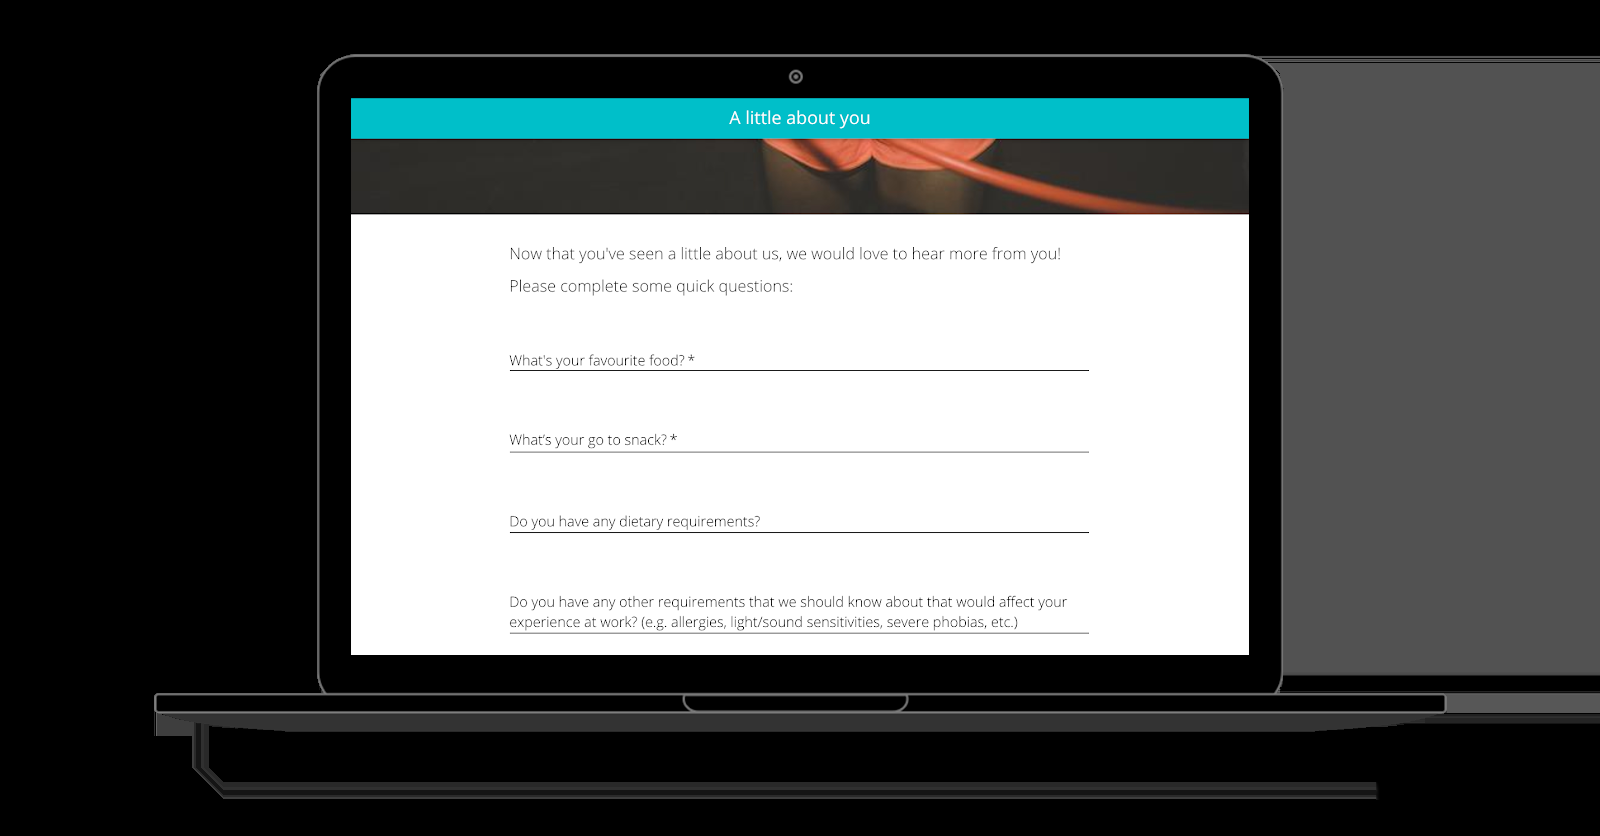 A little about you
Now that you've seen a little about us, we would love to hear more from you!
Please complete some quick questions:
What's your favourite food? *
What's your go to snack? *
Do you have any dietary requirements?
Do you have any other requirements that we should know about that would affect your
experience at work? (e.g. allergies, light/sound sensitivities, severe phobias, etc.)